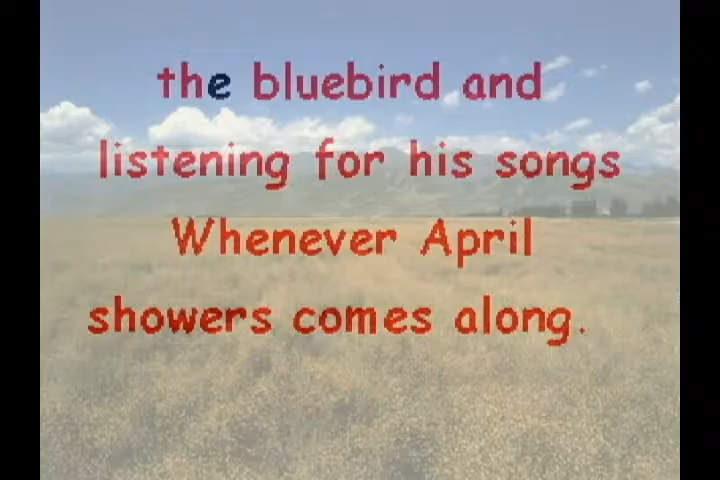 the bluebird and
listening for his songs
Whenever April
showers comes along.